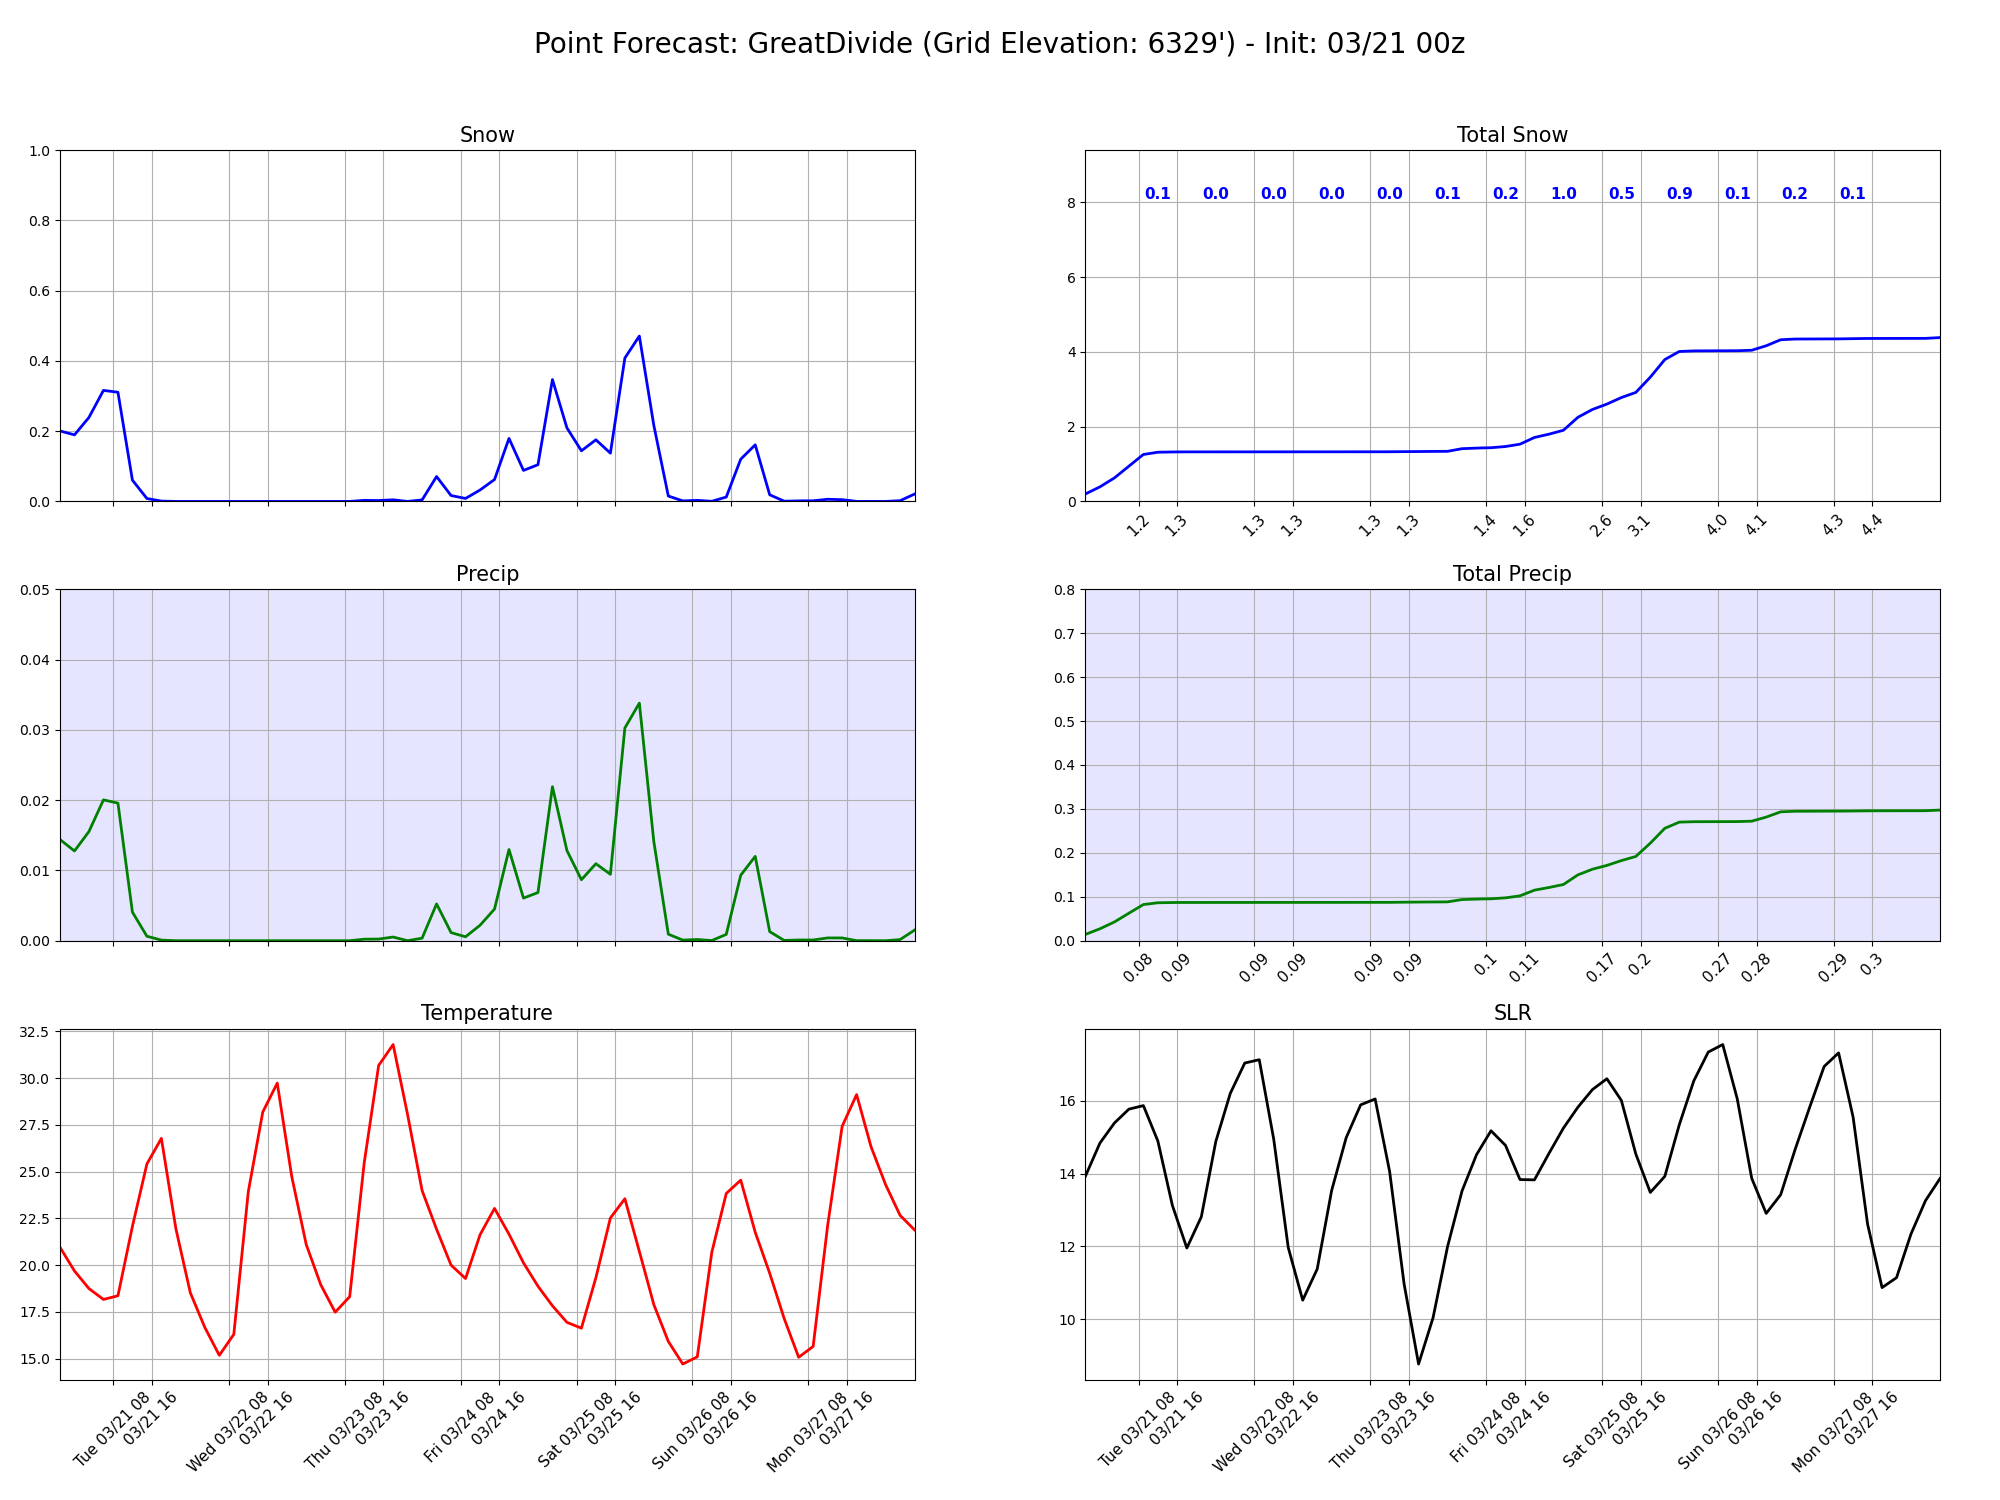 Point Forecast: GreatDivide (Grid Elevation: 6329') - Init: 03/21 00z
Snow
1.0
0.8
0.6
0.4
0.2
0.0
Total Snow
0.1 0.0 0.0 0.0 0.0 0.1 0.2 1.0 0.5 0.9 0.1 0.2 0.1
8
6
4
2
0
1.2 1.3 1.3 1.3 1.3 1.3 1.4 1.6 2.6 3.1 4.0 4.1 4.3 4.4
Precip
0.05
0.04
0.03
0.02
0.01
0.00
Total Precip
0.8
0.7
0.6
0.5
0.4
0.3
0.2
0.1
0.0
0.08 0.09 0.09 0.09 0.09 0.09 0.1 0.11 0.17 0.2 0.27 0.28 0.29 0.3
Temperature
32.5
30.0
27.5
25.0
22.5
20.0
17.5
15.0
Tue 03/21 08
03/21 16
Wed 03/22 08
03/22 16
Thu 03/23 08
03/23 16
Fri 03/24 08
03/24 16
Sat 03/25 08
03/25 16
Sun 03/26 08
03/26 16
Mon 03/27 08
03/27 16
SLR
16
14
12
10
Tue 03/21 08
03/21 16
Wed 03/22 08
03/22 16
Thu 03/23 08
03/23 16
Fri 03/24 08
03/24 16
Sat 03/25 08
03/25 16
Sun 03/26 08
03/26 16
Mon 03/27 08
03/27 16